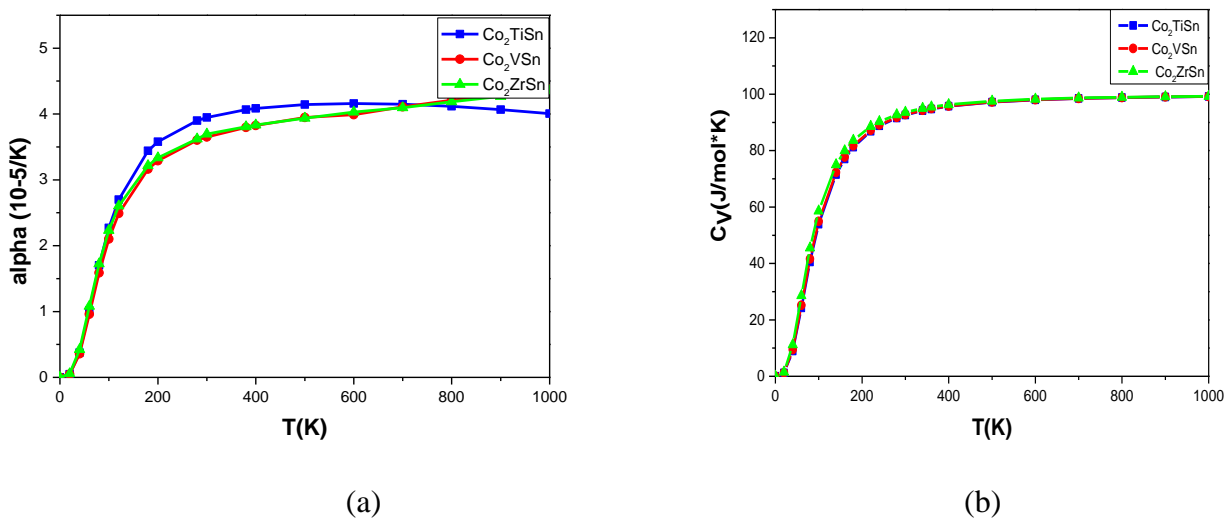 Co2TiSn
Co2VSn
Co2ZrSn
5
4
3
2
1
0
alpha (10-5/K)
0 200 400 600 800 1000
T(K)
(a)
Co2TiSn
Co2VSn
Co2ZrSn
120
100
80
60
40
20
0
CV(J/mol*K)
0 200 400 600 800 1000
T(K)
(b)